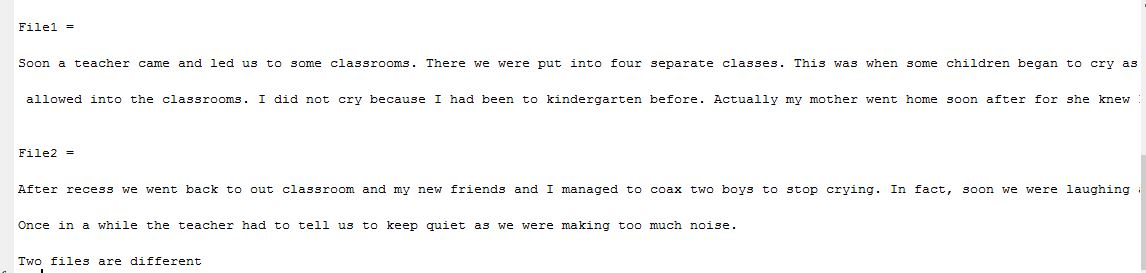 File1 =
Soon a teacher came and led us to some classrooms. There we were put into four separate classes. This was when some children began to cry as
allowed into the classrooms. I did not cry because I had been to kindergarten before. Actually my mother went home soon after for she knew
File2 =
After recess we went back to out classroom and my new friends and I managed to coax two boys to stop crying. In fact, soon we were laughing
Once in a while the teacher had to tell us to keep quiet as we were making too much noise.
Two files are different